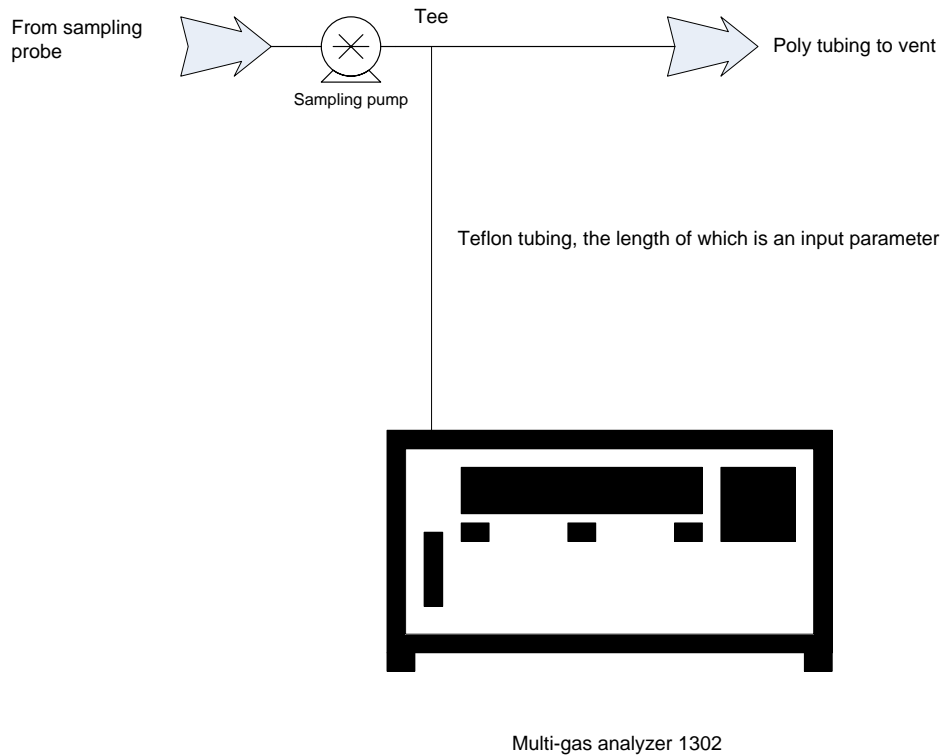 From sampling
probe
Tee
Poly tubing to vent
Sampling pump
Teflon tubing, the length of which is an input parameter
Multi-gas analyzer 1302